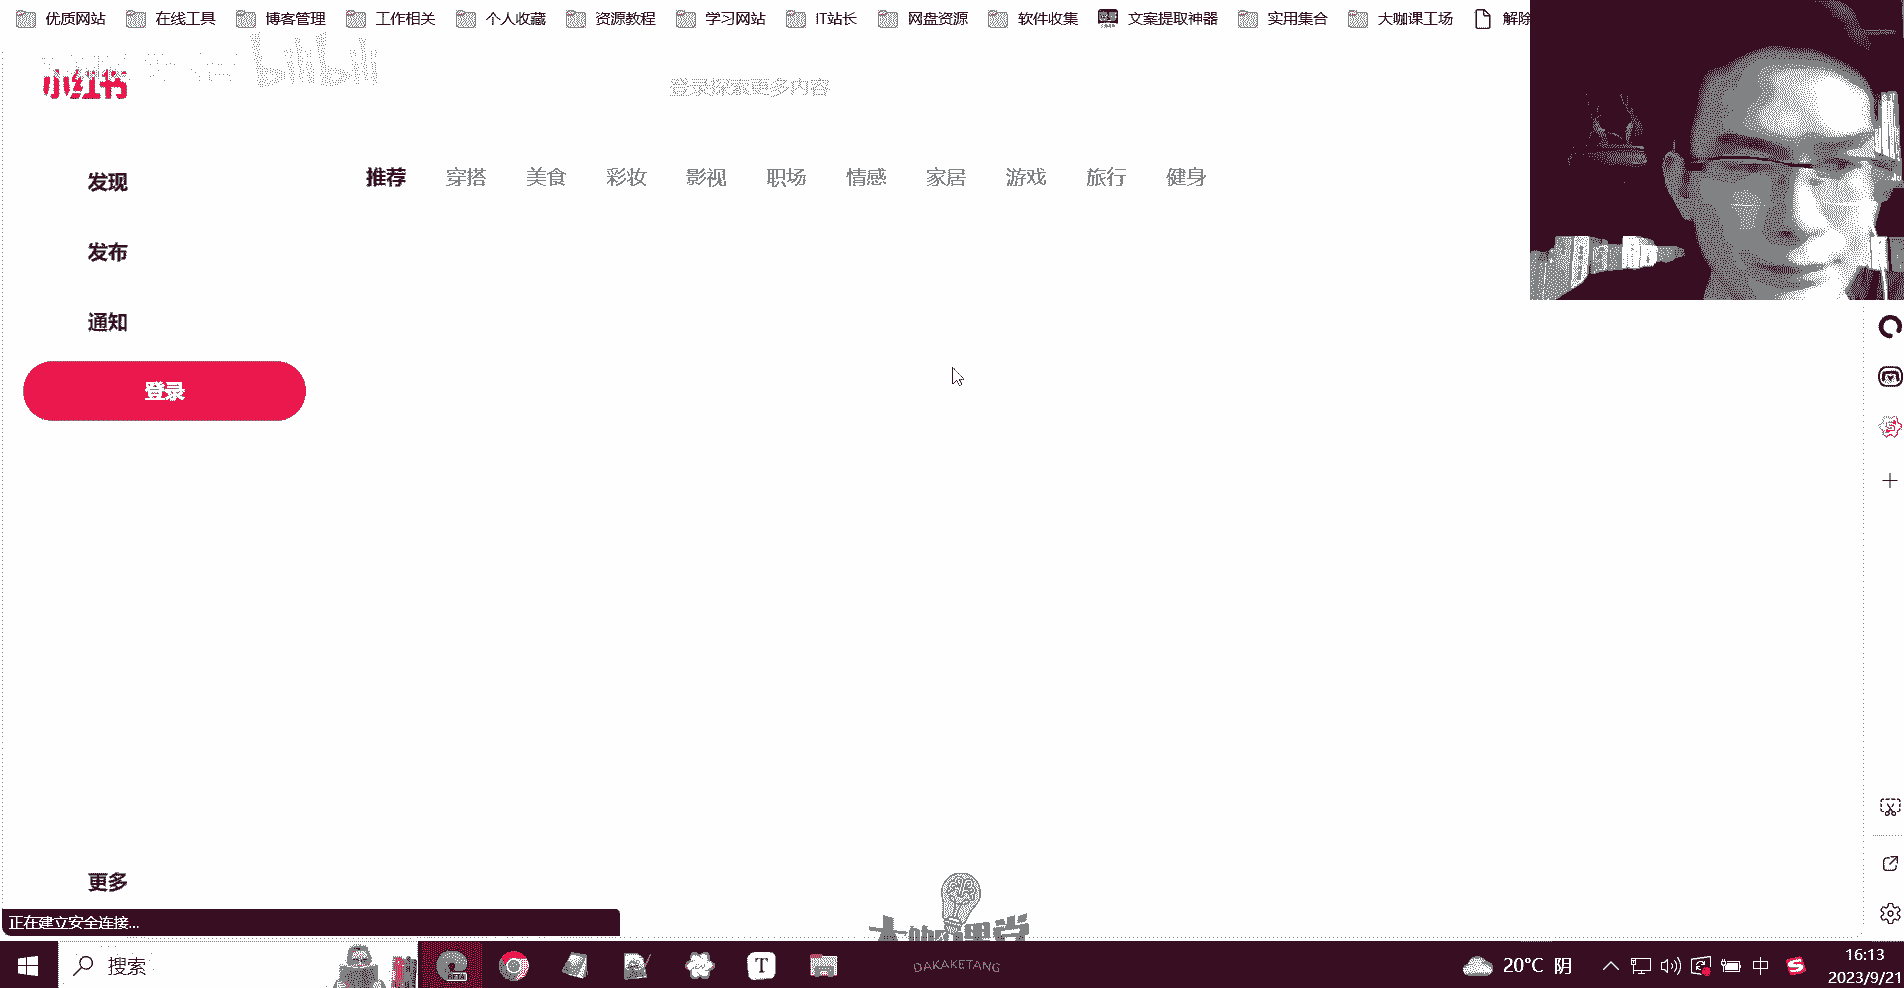 优质网站 在线工具 博客管理 工作相关 个人收藏 资源教程 学习网站 IT站长 网盘资源 软件收集 文案提取神器 实用集合 大咖课工场 解除
小红书 bilibili
登录探索更多内容
推荐 穿搭 美食 彩妆 影视 职场 情感 家居 游戏 旅行 健身
发现
发布
通知
登录
更多
正在建立安全连接...
大咖课堂
DAKAKETANG
搜索
BETA
T
20°C 阴
中
S
16:13
2023/9/21